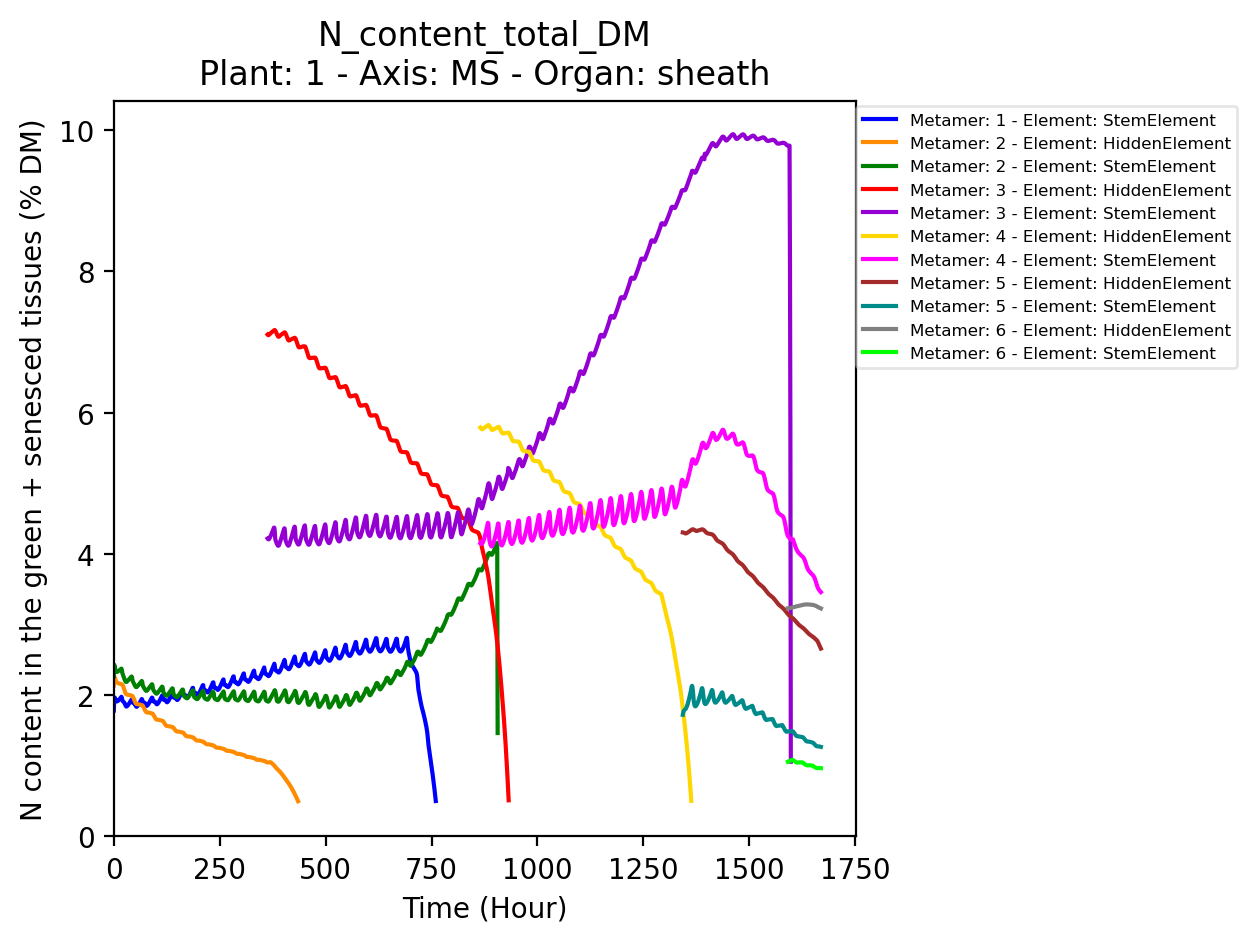 N_content_total_DM
Plant: 1 - Axis: MS - Organ: sheath
N content in the green + senesced tissues (% DM)
10
8
6
4
2
0
0 250 500 750 1000 1250 1500 1750
Time (Hour)
Metamer: 1 - Element: StemElement
Metamer: 2 - Element: HiddenElement
Metamer: 2 - Element: StemElement
Metamer: 3 - Element: HiddenElement
Metamer: 3 - Element: StemElement
Metamer: 4 - Element: HiddenElement
Metamer: 4 - Element: StemElement
Metamer: 5 - Element: HiddenElement
Metamer: 5 - Element: StemElement
Metamer: 6 - Element: HiddenElement
Metamer: 6 - Element: StemElement